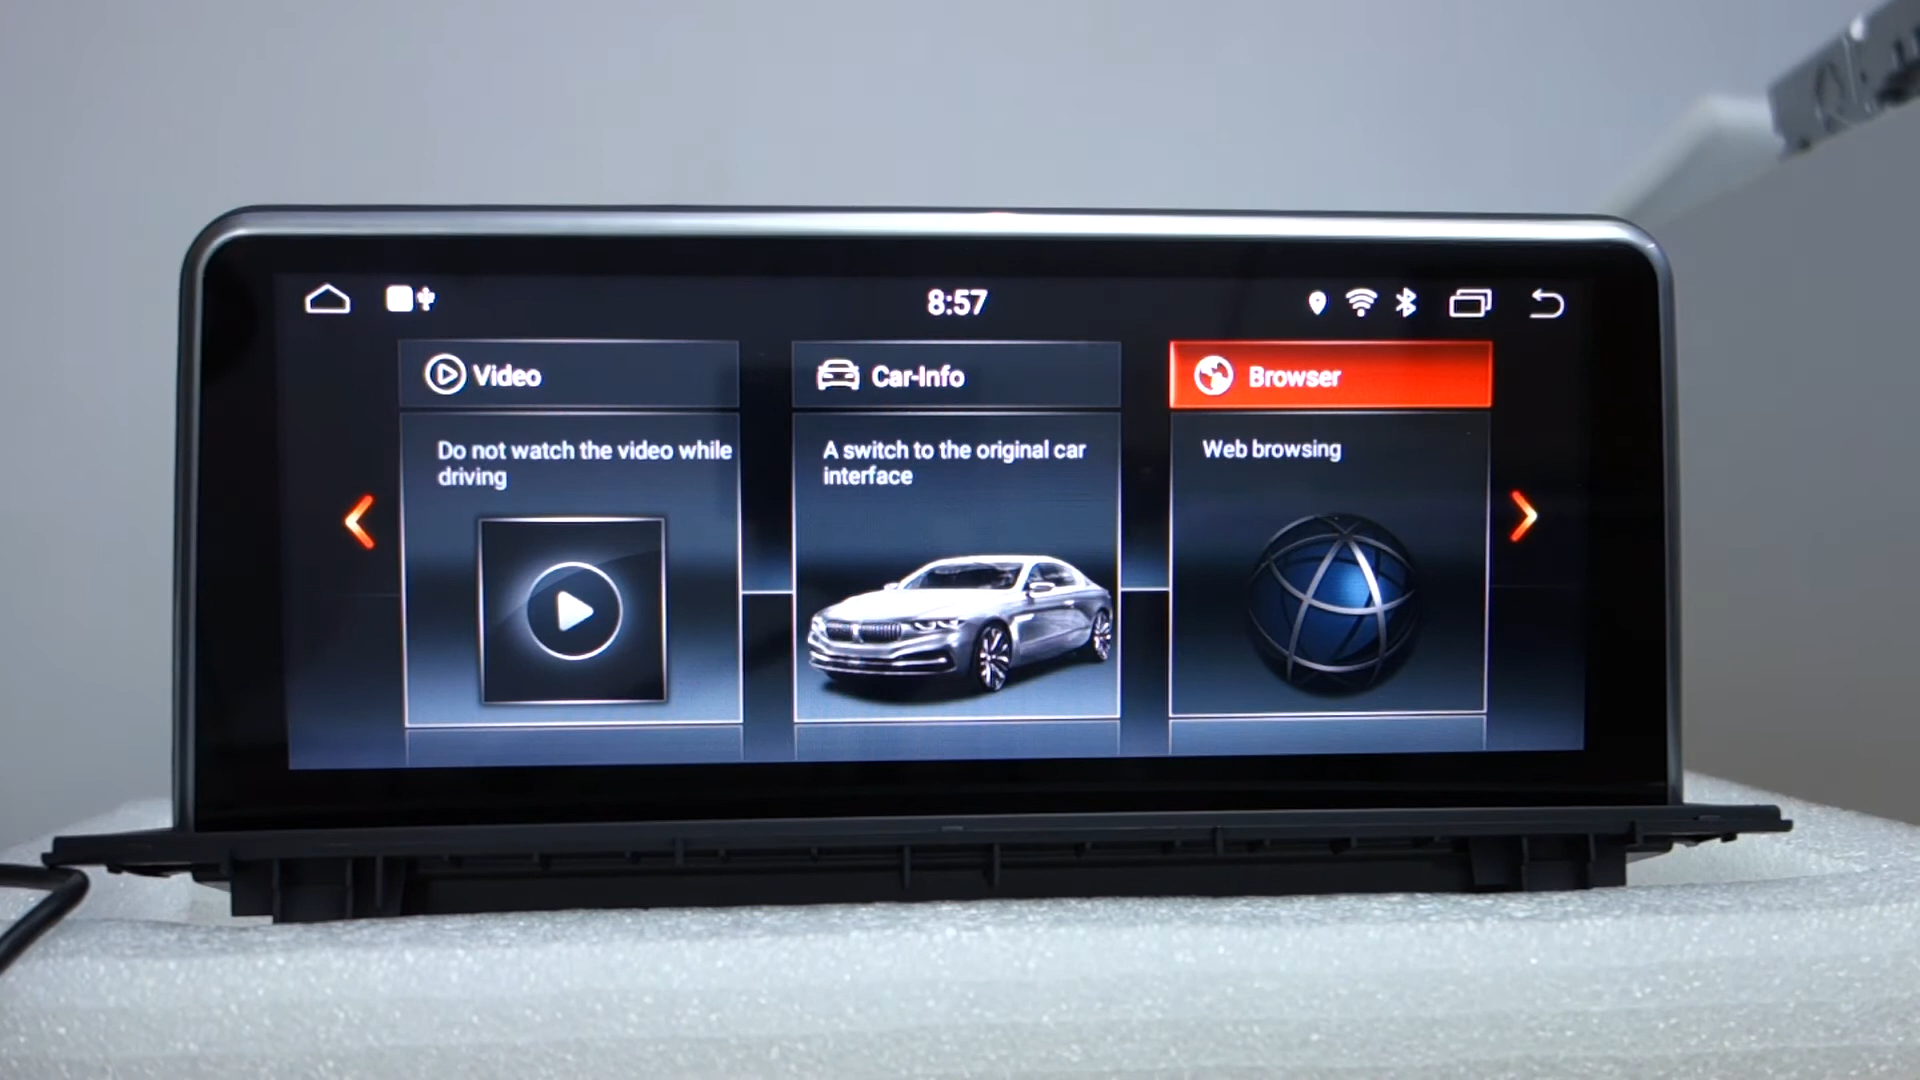 8:57
Video
Do not watch the video while
driving
Car-Info
A switch to the original car
interface
Browser
Web browsing